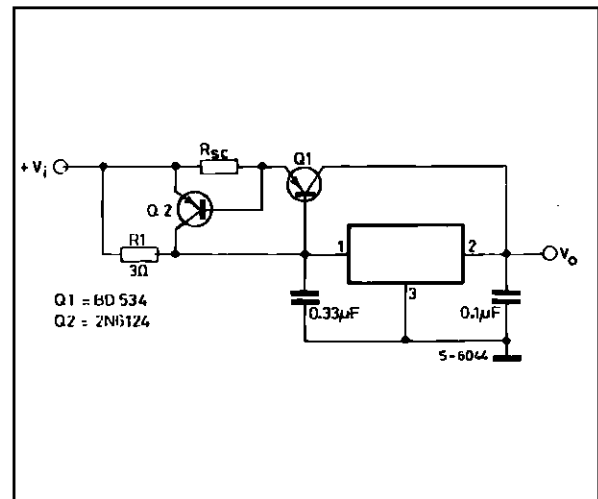 Rsc
Q1
+ Vi
Q 2
R1
3Ω
1
2
Vo
3
0.33μF
0.1μF
Q1 = BD 534
Q2 = 2N6124
S-6044